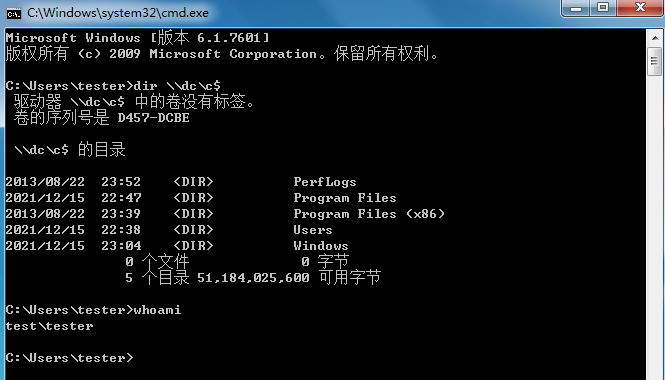 C:\Windows\system32\cmd.exe
Microsoft Windows [版本 6.1.7601]
版权所有 (c) 2009 Microsoft Corporation。保留所有权利。
C:\Users\tester>dir \\dc\c$
驱动器 \\dc\c$ 中的卷没有标签。
卷的序列号是 D457-DCBE
\\dc\c$ 的目录
2013/08/22  23:52    <DIR>          PerfLogs
2021/12/15  22:47    <DIR>          Program Files
2013/08/22  23:39    <DIR>          Program Files (x86)
2021/12/15  22:38    <DIR>          Users
2021/12/15  23:04    <DIR>          Windows
0 个文件              0 字节
5 个目录 51,184,025,600 可用字节
C:\Users\tester>whoami
test\tester
C:\Users\tester>